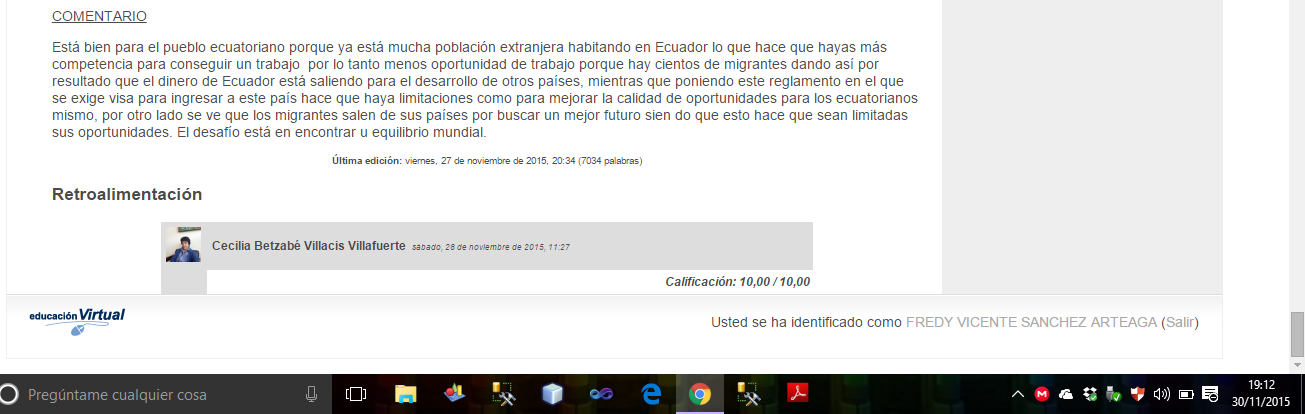 COMENTARIO
Está bien para el pueblo ecuatoriano porque ya está mucha población extranjera habitando en Ecuador lo que hace que hayas más
competencia para conseguir un trabajo por lo tanto menos oportunidad de trabajo porque hay cientos de migrantes dando así por
resultado que el dinero de Ecuador está saliendo para el desarrollo de otros países, mientras que poniendo este reglamento en el que
se exige visa para ingresar a este país hace que haya limitaciones como para mejorar la calidad de oportunidades para los ecuatorianos
mismo, por otro lado se ve que los migrantes salen de sus países por buscar un mejor futuro sien do que esto hace que sean limitadas
sus oportunidades. El desafío está en encontrar u equilibrio mundial.
Última edición: viernes, 27 de noviembre de 2015, 20:34 (7034 palabras)
Retroalimentación
Cecilia Betzabé Villacis Villafuerte sábado, 28 de noviembre de 2015, 11:27
Calificación: 10,00 / 10,00
educación Virtual
Usted se ha identificado como FREDY VICENTE SANCHEZ ARTEAGA (Salir)
Pregúntame cualquier cosa
19:12
30/11/2015